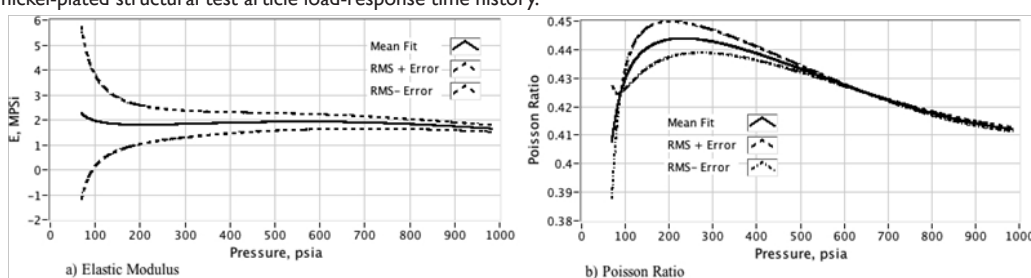 nickel-plated structural test article load-response time history.
6
5
4
3
2
1
0
-1
-2
E, MPSi
0 100 200 300 400 500 600 700 800 900 1000
Pressure, psia
Mean Fit
RMS + Error
RMS- Error
a) Elastic Modulus
0.45
0.44
0.43
0.42
0.41
0.4
0.39
0.38
Poisson Ratio
0 100 200 300 400 500 600 700 800 900 1000
Pressure, psia
Mean Fit
RMS + Error
RMS- Error
b) Poisson Ratio